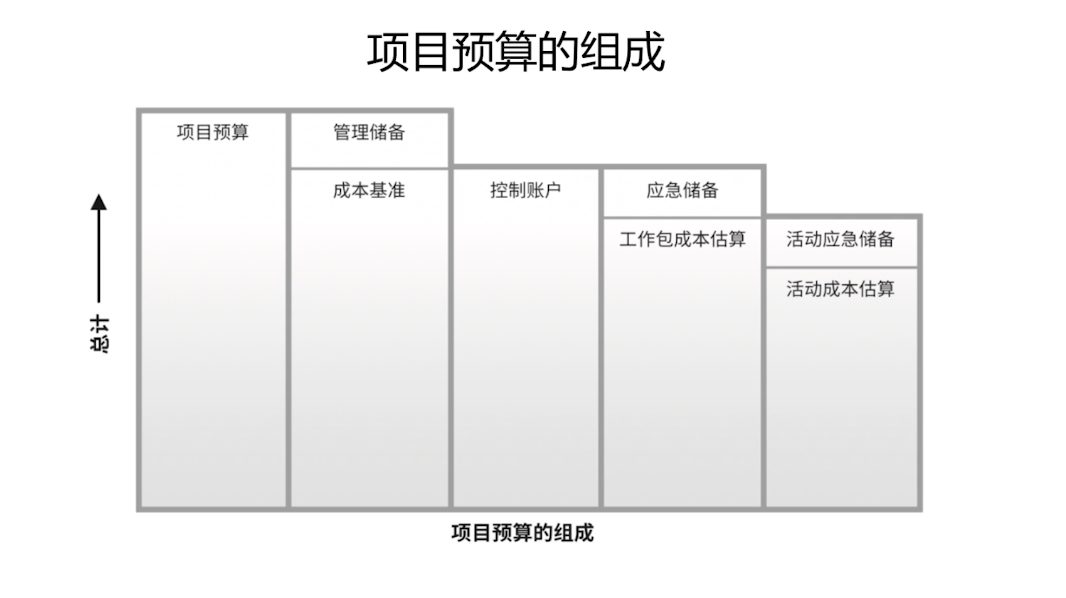 项目预算的组成
项目预算
管理储备
成本基准
控制账户
应急储备
工作包成本估算
活动应急储备
活动成本估算
总计
项目预算的组成